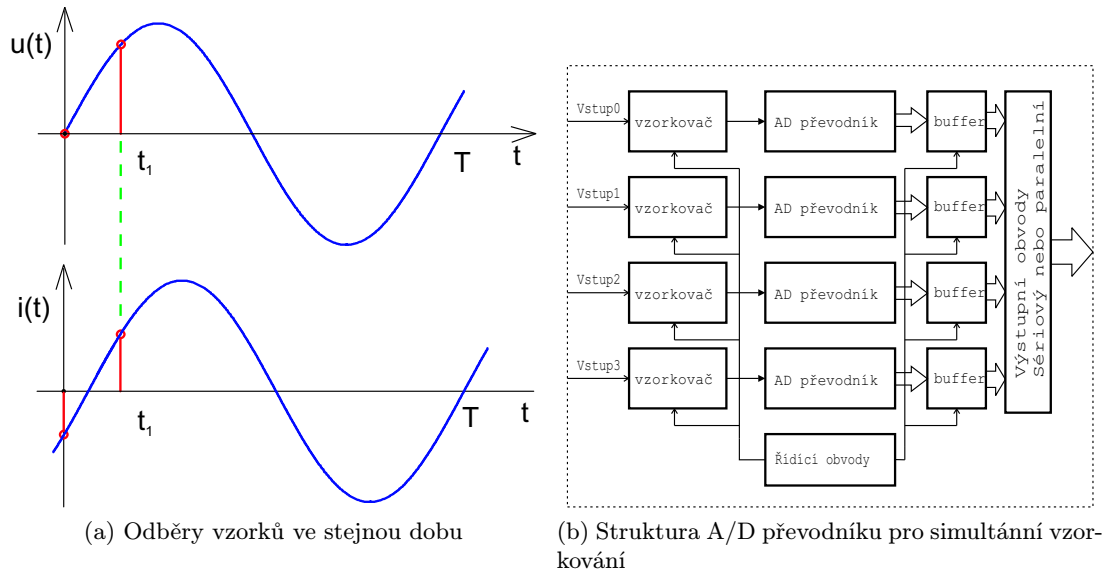 u(t)
t₁
T
t
i(t)
t₁
T
t
(a) Odběry vzorků ve stejnou dobu
Vstup0
vzorkovač
AD převodník
buffer
Vstup1
vzorkovač
AD převodník
buffer
Vstup2
vzorkovač
AD převodník
buffer
Vstup3
vzorkovač
AD převodník
buffer
Řídící obvody
Výstupní obvody
Sériový nebo paralelní
(b) Struktura A/D převodníku pro simultánní vzor-
kování